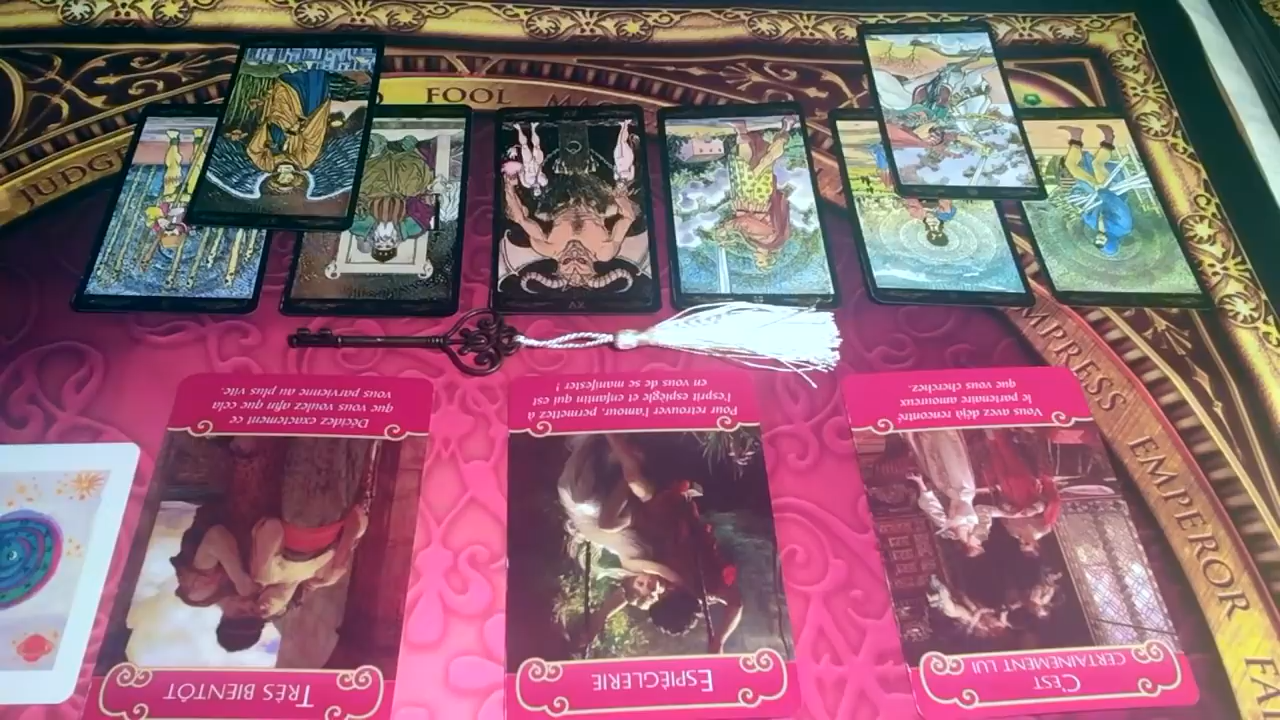 JUDGE
FOOL
MAG
XV
EMPRESS
EMPEROR
Décidez exactement ce
que vous voulez afin que cela
vous parvienne au plus vite.
TRÈS BIENTÔT
Pour retrouver l'amour, permettez à
l'esprit espiègle et enfantin qui est
en vous de se manifester !
ESPIÈGLERIE
Vous avez déjà rencontré
le partenaire amoureux
que vous cherchez.
C'EST
CERTAINEMENT LUI